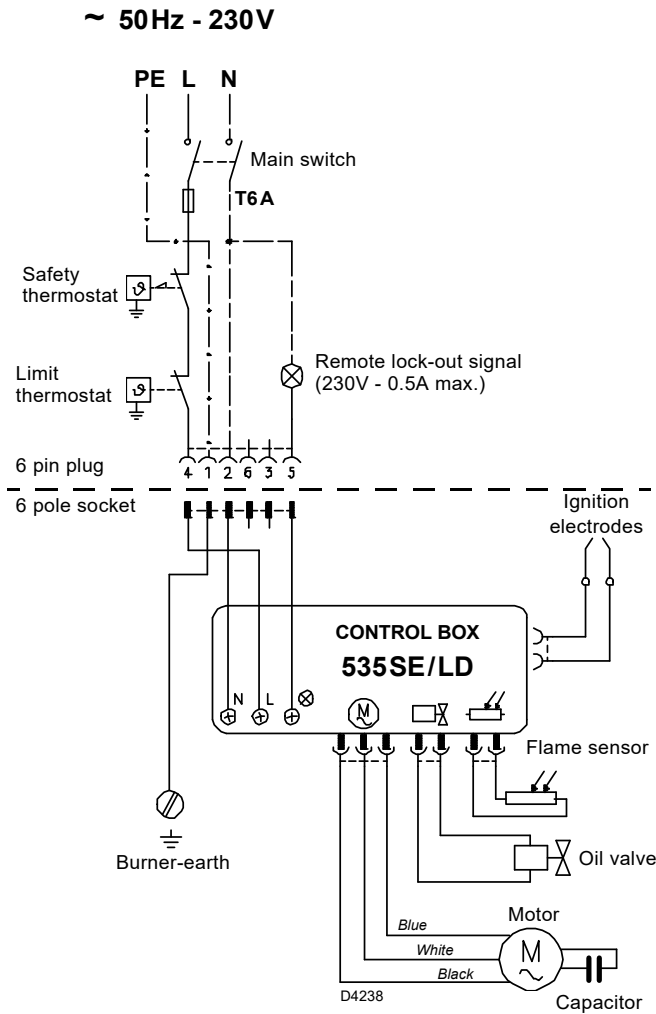 ~ 50Hz - 230V
PE L N
Main switch
T6A
Safety
thermostat
Limit
thermostat
Remote lock-out signal
(230V - 0.5A max.)
6 pin plug
4 1 2 6 3 5
6 pole socket
Ignition
electrodes
CONTROL BOX
535SE/LD
N L
M
Flame sensor
Burner-earth
Oil valve
Motor
Blue
White
M
Black
D4238
Capacitor